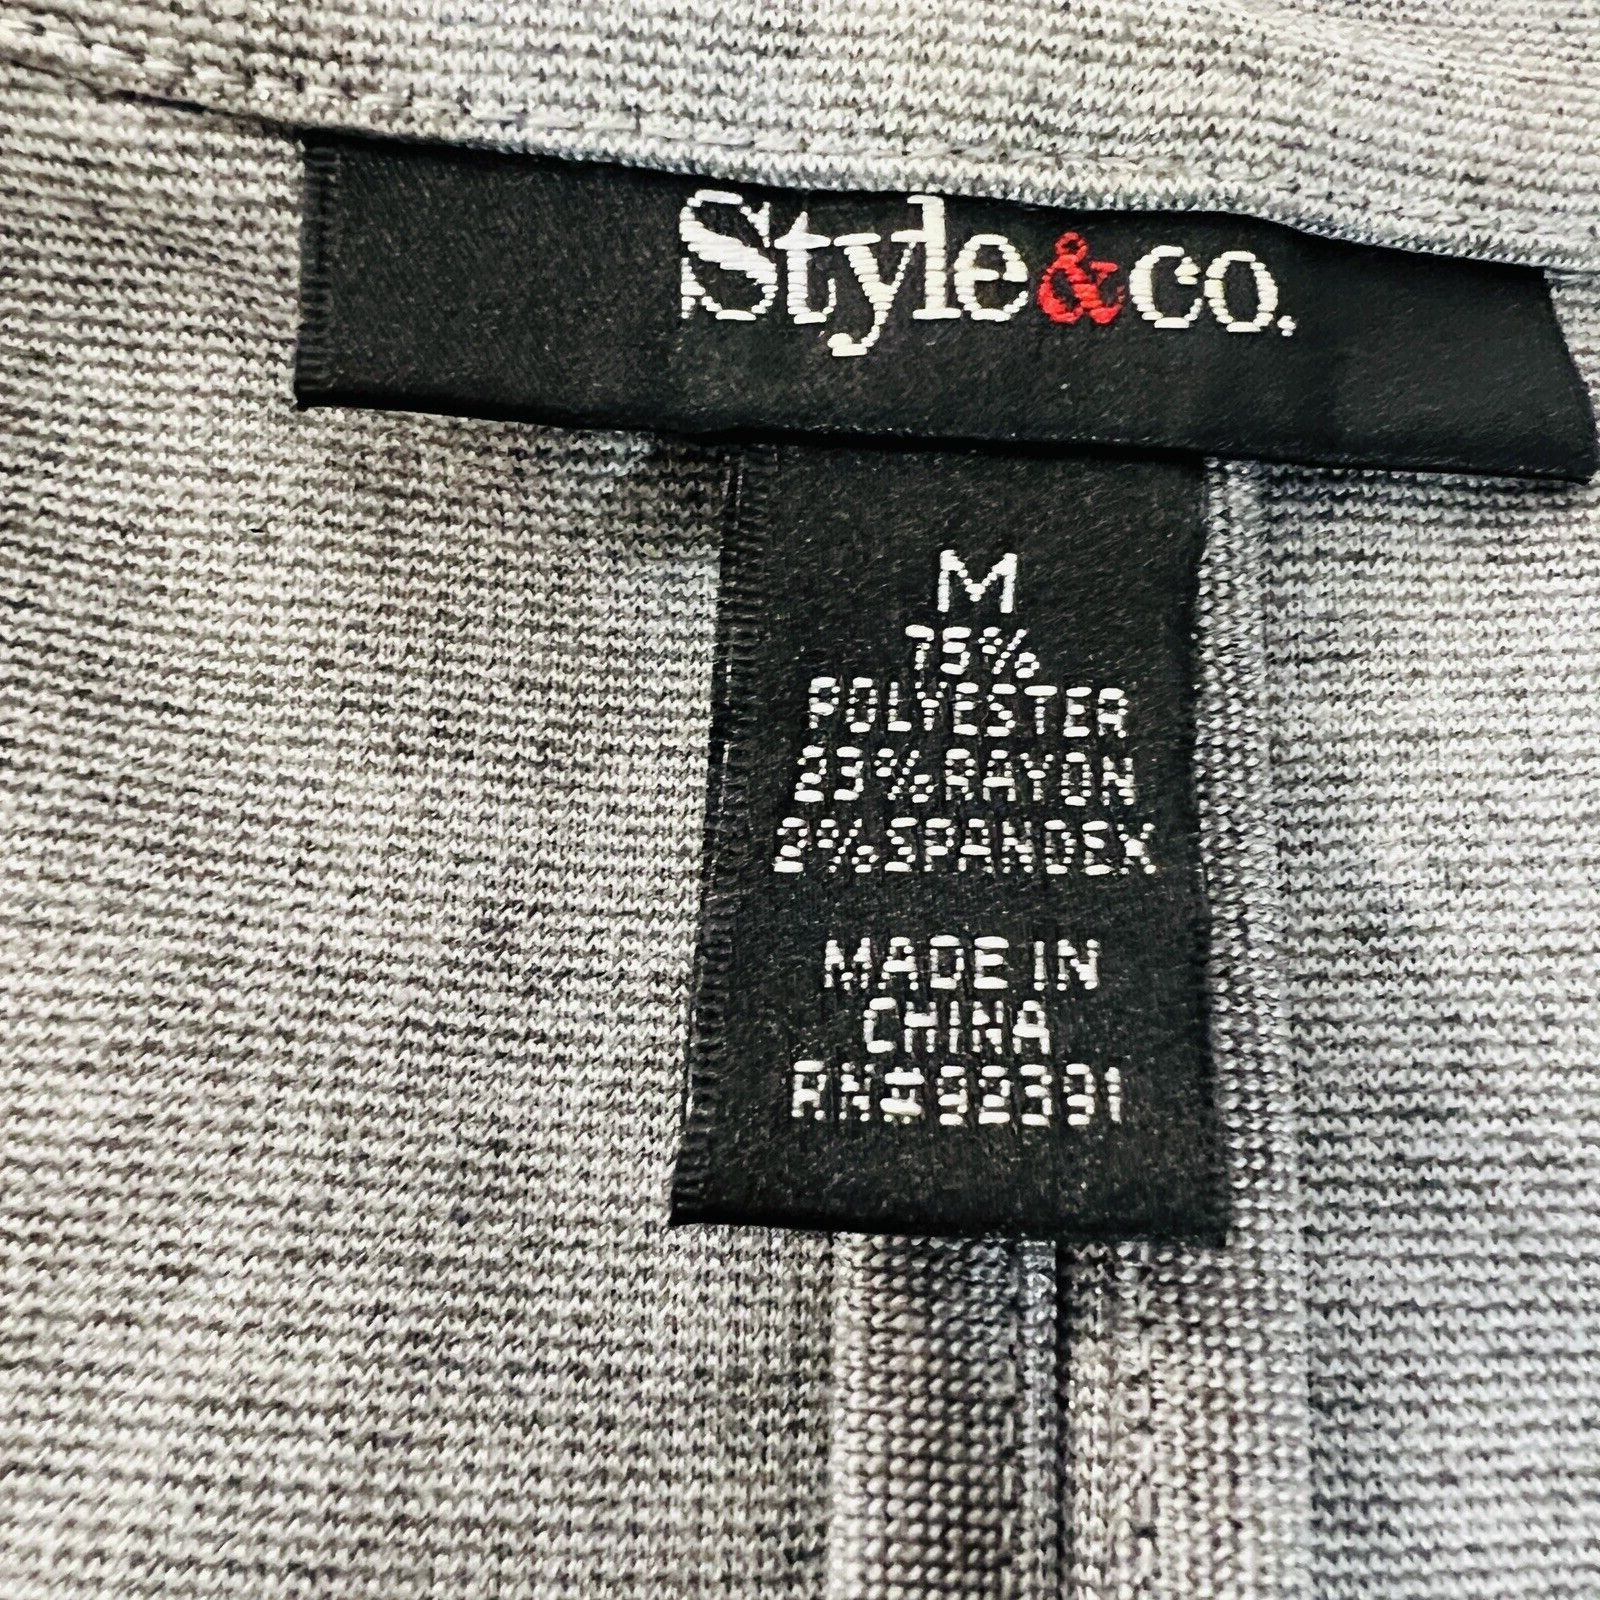 Style&co.
M
75%
POLYESTER
23% RAYON
2% SPANDEX
MADE IN
CHINA
RN#92391